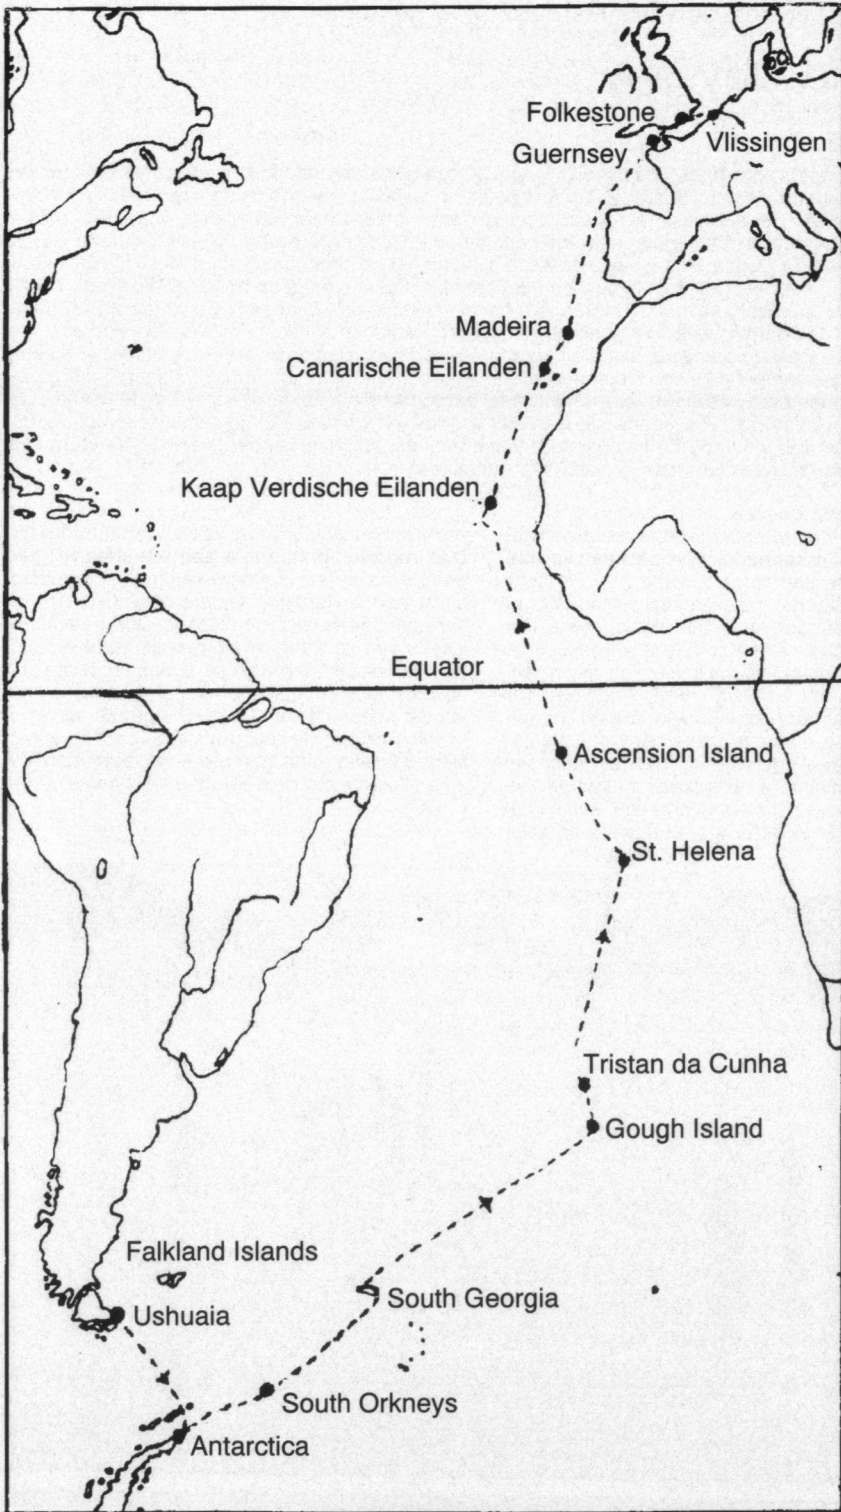 Folkestone
Vlissingen
Guernsey
Madeira
Canarische Eilanden
Kaap Verdische Eilanden
Equator
Ascension Island
St. Helena
Tristan da Cunha
Gough Island
Falkland Islands
South Georgia
Ushuaia
South Orkneys
Antarctica